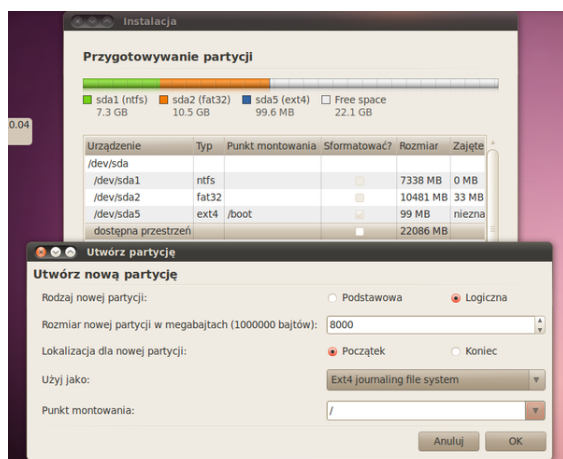 Instalacja
Przygotowywanie partycji
sda1 (ntfs) sda2 (fat32) sda5 (ext4) Free space
7.3 GB 10.5 GB 99.6 MB 22.1 GB
0.04
Urządzenie Typ Punkt montowania Sformatować? Rozmiar Zajęte
/dev/sda
/dev/sda1 ntfs 7338 MB 0 MB
/dev/sda2 fat32 10481 MB 33 MB
/dev/sda5 ext4 /boot 99 MB niezna
dostępna przestrzeń 22086 MB
Utwórz partycję
Utwórz nową partycję
Rodzaj nowej partycji: Podstawowa Logiczna
Rozmiar nowej partycji w megabajtach (1000000 bajtów): 8000
Lokalizacja dla nowej partycji: Początek Koniec
Użyj jako: Ext4 journaling file system
Punkt montowania: /
Anuluj OK